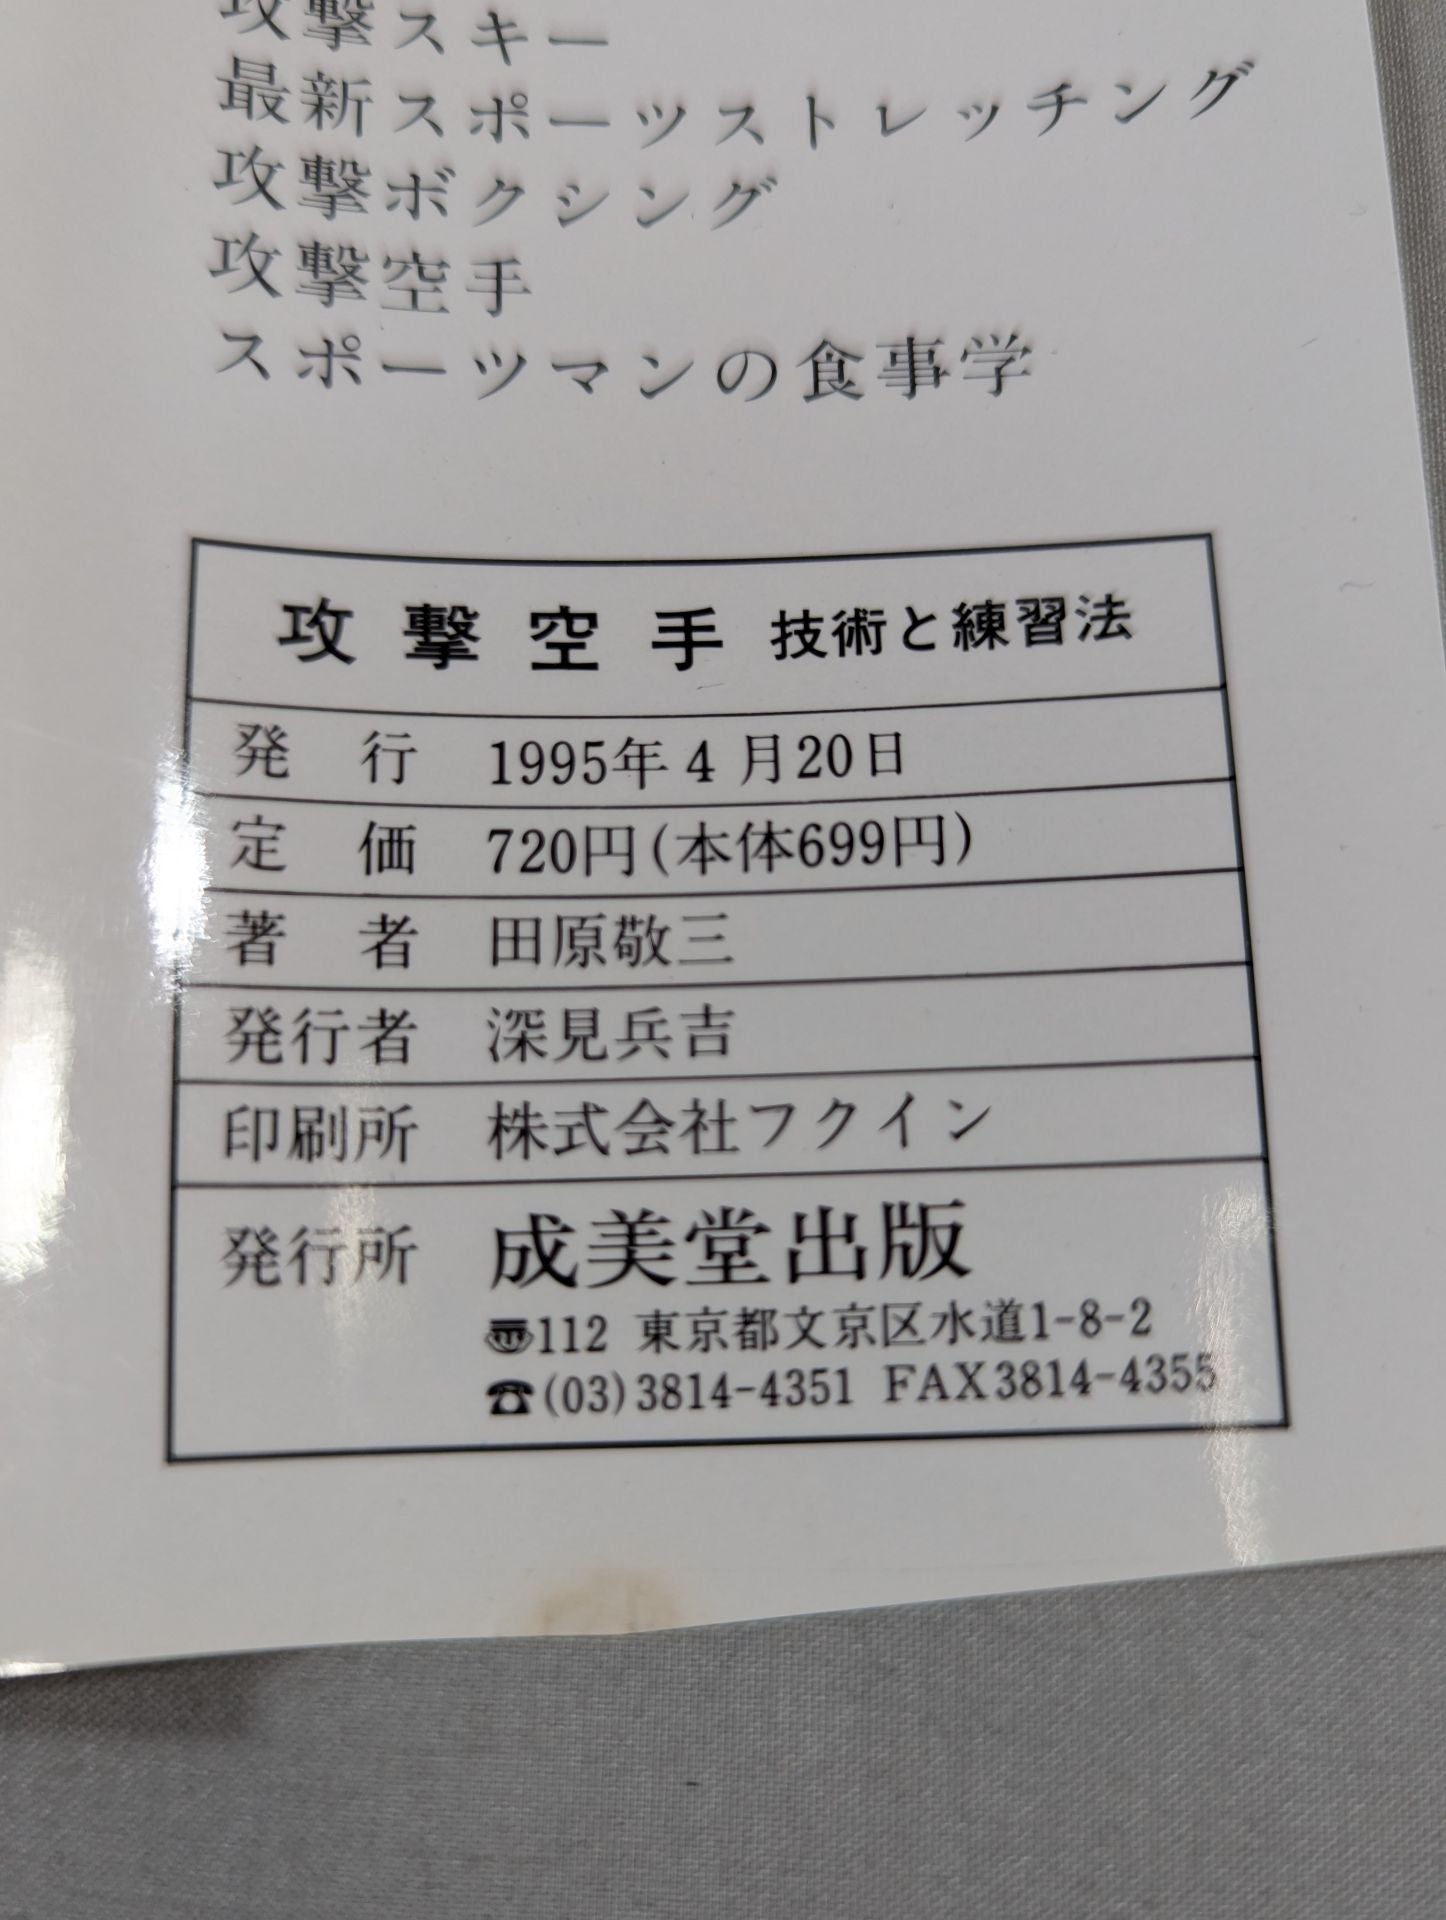 攻撃スキー
最新スポーツストレッチング
攻撃ボクシング
攻撃空手
スポーツマンの食事学
攻撃空手 技術と練習法
発行 1995年4月20日
定価 720円(本体699円)
著者 田原敬三
発行者 深見兵吉
印刷所 株式会社フクイン
発行所 成美堂出版
〠112 東京都文京区水道1-8-2
☎(03)3814-4351 FAX3814-4355